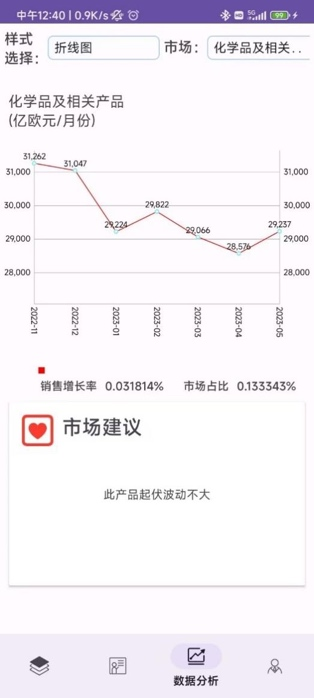 中午12:40 | 0.9K/s
5G
99
样式选择：
折线图
市场：
化学品及相关..
化学品及相关产品
(亿欧元/月份)
31,262
31,047
29,224
29,822
29,066
28,576
29,237
31,000
30,000
29,000
28,000
31,000
30,000
29,000
28,000
2022-11
2022-12
2023-01
2023-02
2023-03
2023-04
2023-05
销售增长率 0.031814% 市场占比 0.133343%
市场建议
此产品起伏波动不大
数据分析